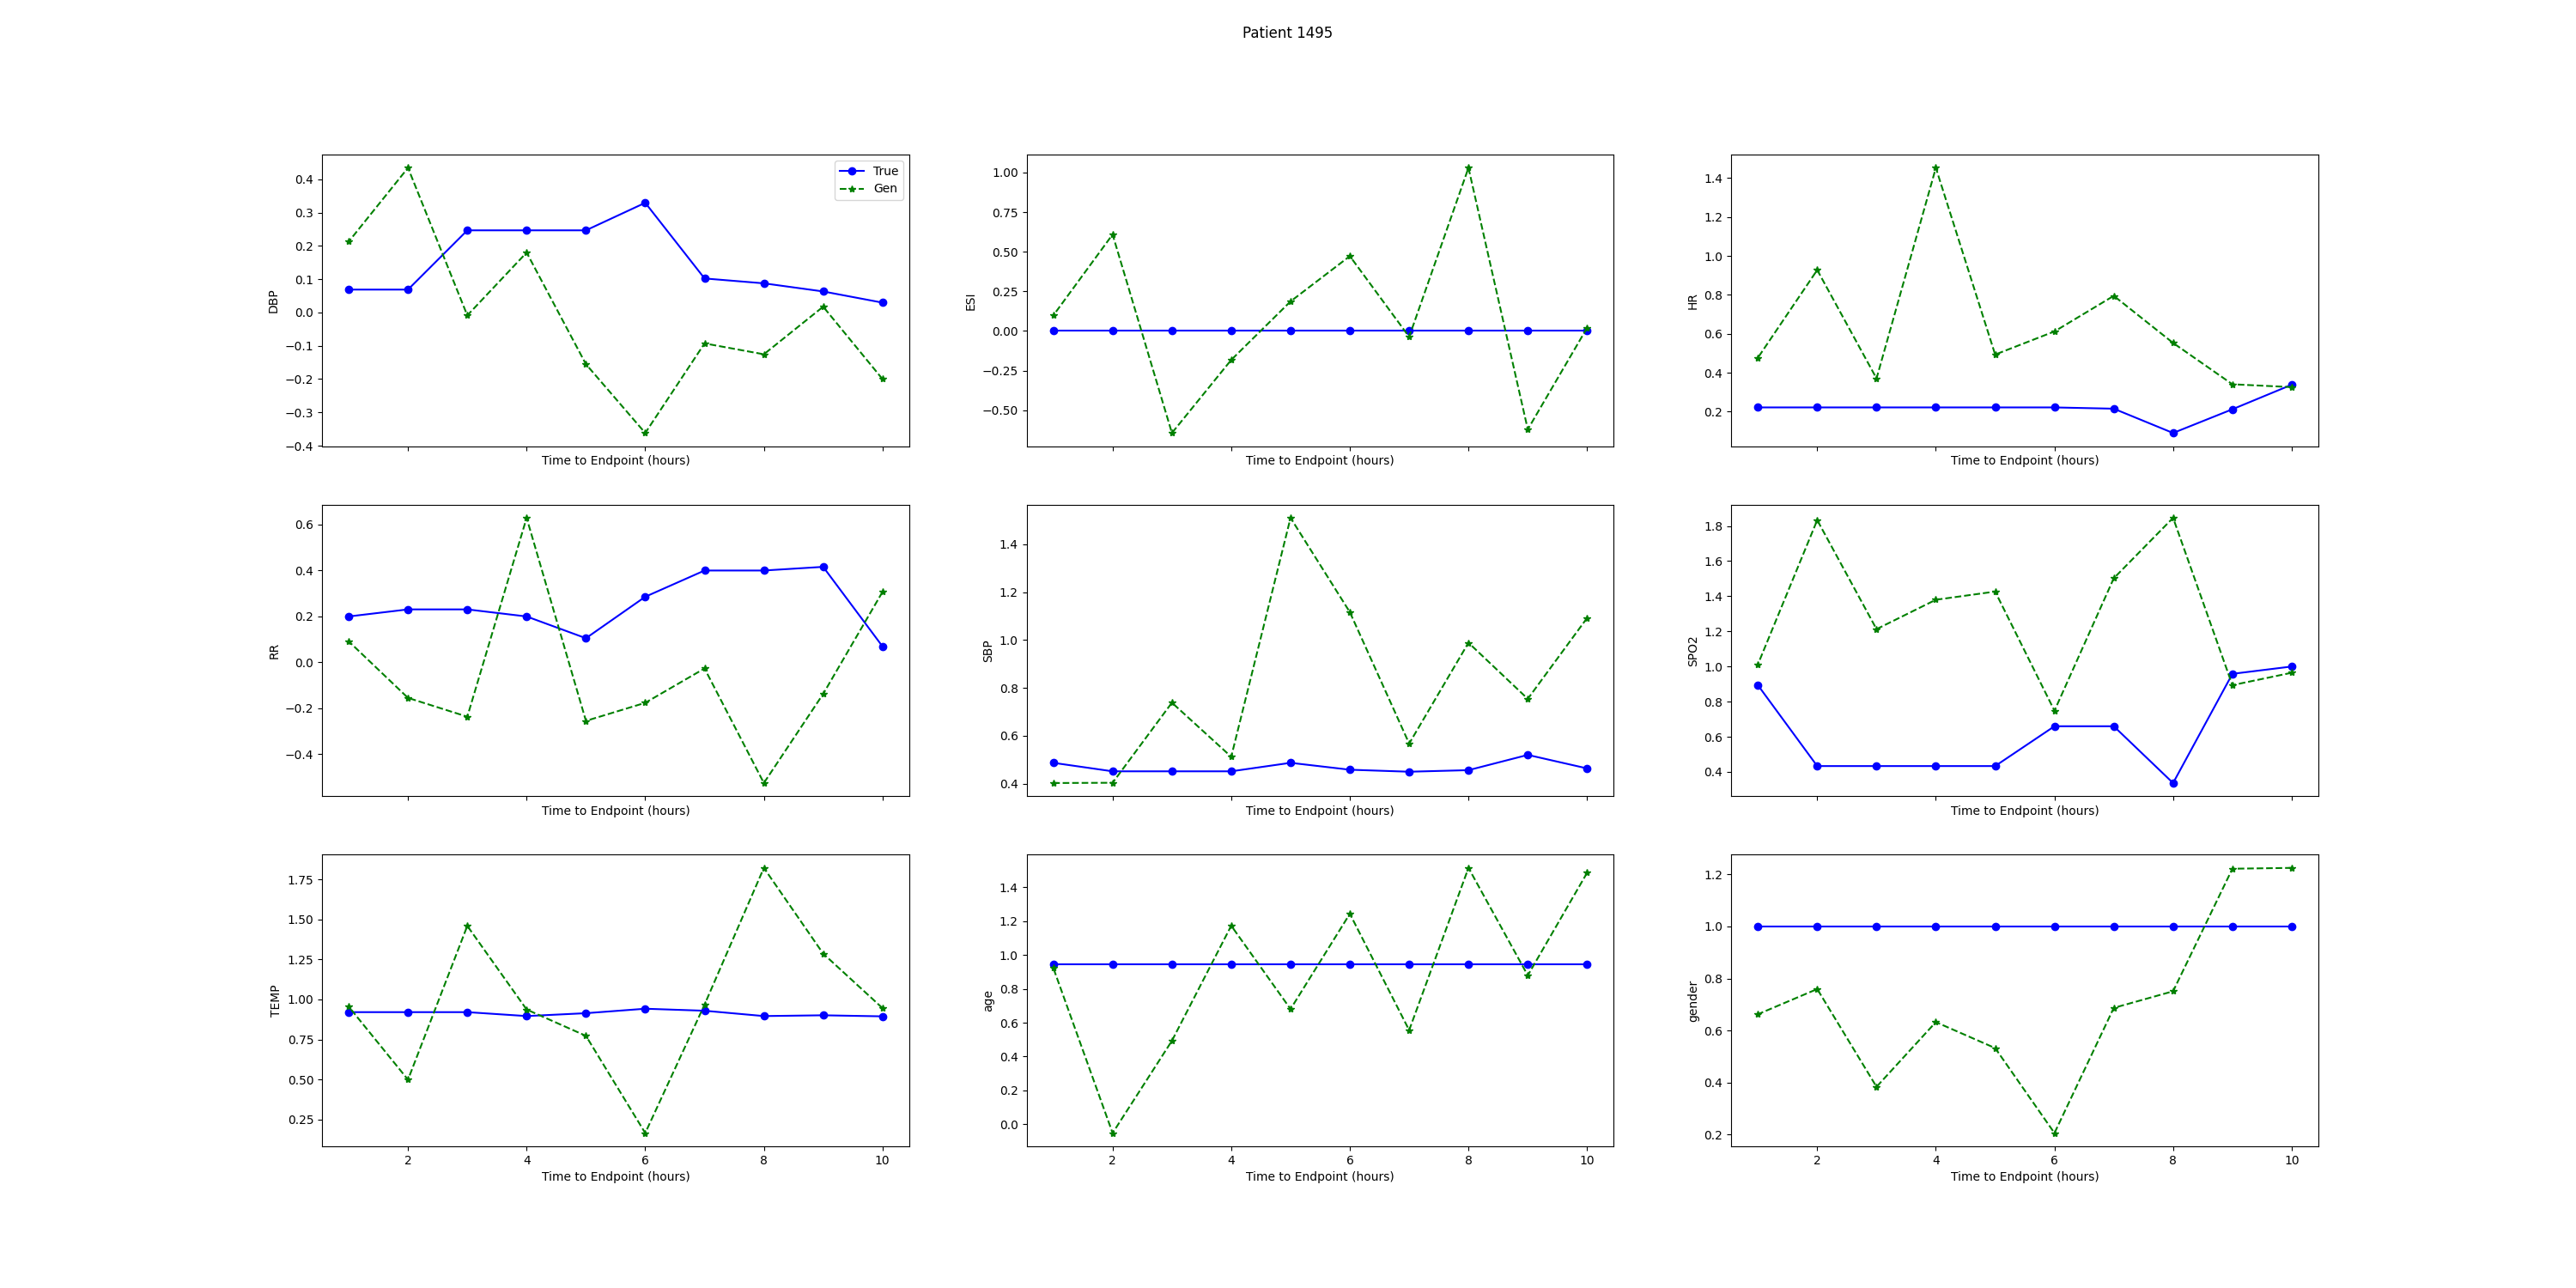 Patient 1495
DBP
0.4
0.3
0.2
0.1
0.0
−0.1
−0.2
−0.3
−0.4
True
Gen
Time to Endpoint (hours)
ESI
1.00
0.75
0.50
0.25
0.00
−0.25
−0.50
Time to Endpoint (hours)
HR
1.4
1.2
1.0
0.8
0.6
0.4
0.2
Time to Endpoint (hours)
RR
0.6
0.4
0.2
0.0
−0.2
−0.4
Time to Endpoint (hours)
SBP
1.4
1.2
1.0
0.8
0.6
0.4
Time to Endpoint (hours)
SPO2
1.8
1.6
1.4
1.2
1.0
0.8
0.6
0.4
Time to Endpoint (hours)
TEMP
1.75
1.50
1.25
1.00
0.75
0.50
0.25
2 4 6 8 10
Time to Endpoint (hours)
age
1.4
1.2
1.0
0.8
0.6
0.4
0.2
0.0
2 4 6 8 10
Time to Endpoint (hours)
gender
1.2
1.0
0.8
0.6
0.4
0.2
2 4 6 8 10
Time to Endpoint (hours)